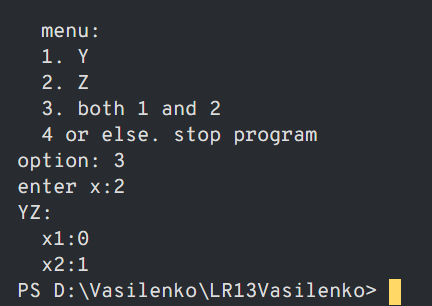 menu:
1. Y
2. Z
3. both 1 and 2
4 or else. stop program
option: 3
enter x:2
YZ:
x1:0
x2:1
PS D:\Vasilenko\LR13Vasilenko>